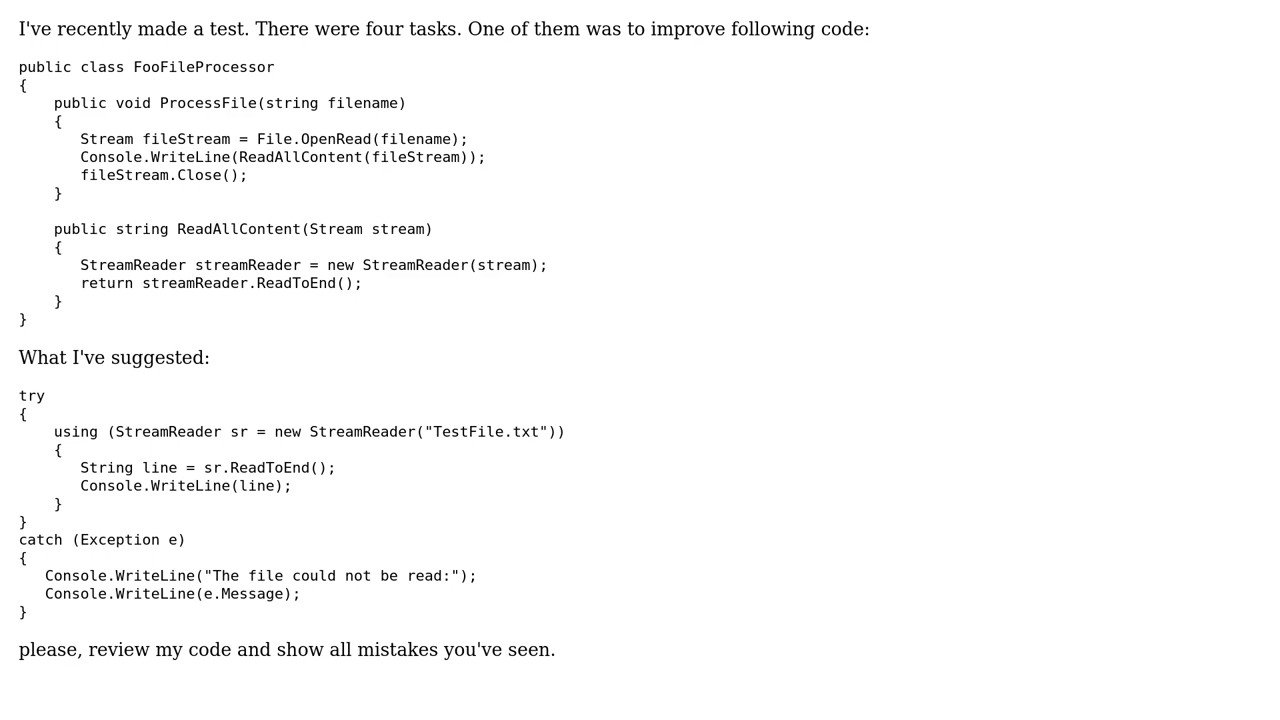 I've recently made a test. There were four tasks. One of them was to improve following code:
public class FooFileProcessor
{
    public void ProcessFile(string filename)
    {
       Stream fileStream = File.OpenRead(filename);
       Console.WriteLine(ReadAllContent(fileStream));
       fileStream.Close();
    }

    public string ReadAllContent(Stream stream)
    {
       StreamReader streamReader = new StreamReader(stream);
       return streamReader.ReadToEnd();
    }
}
What I've suggested:
try
{
    using (StreamReader sr = new StreamReader("TestFile.txt"))
    {
       String line = sr.ReadToEnd();
       Console.WriteLine(line);
    }
}
catch (Exception e)
{
   Console.WriteLine("The file could not be read:");
   Console.WriteLine(e.Message);
}
please, review my code and show all mistakes you've seen.